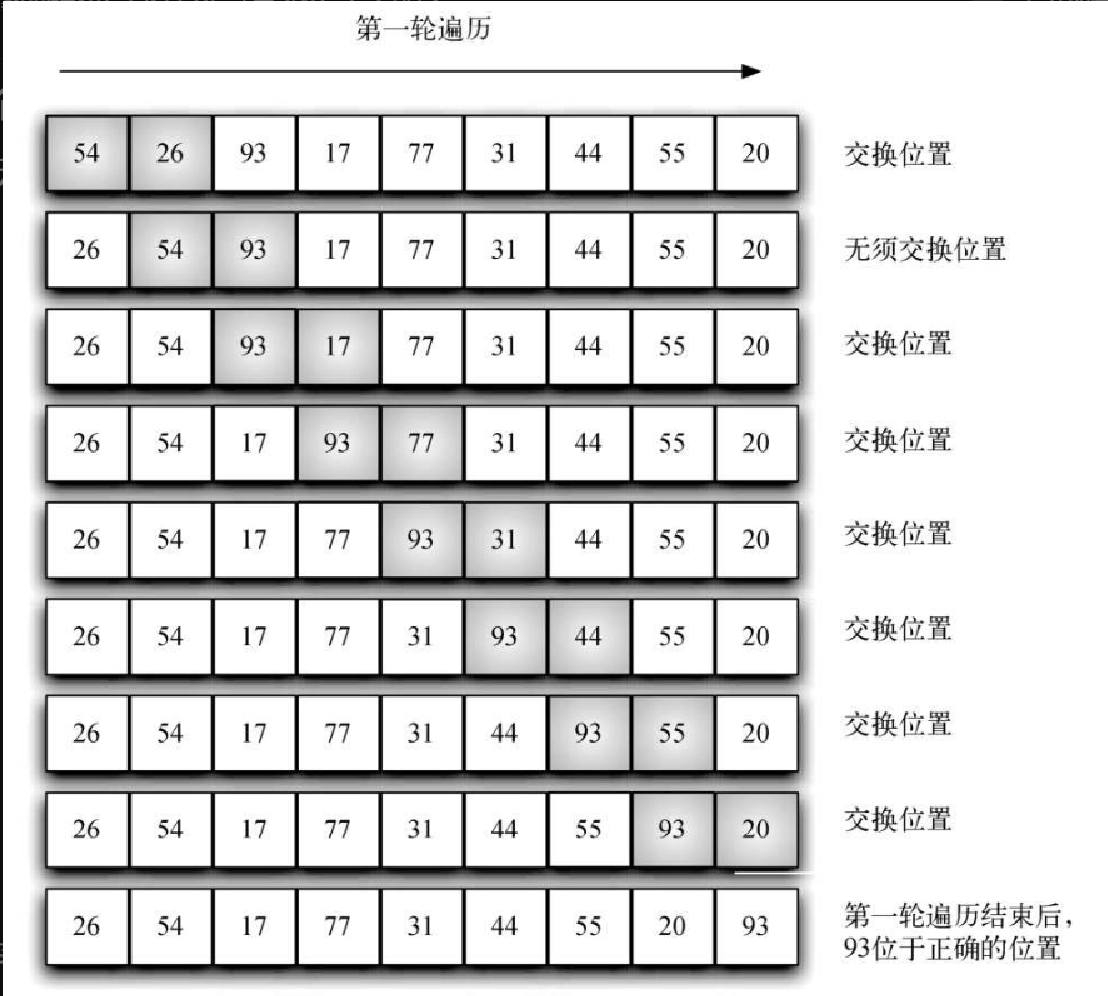 第一轮遍历
54 26 93 17 77 31 44 55 20 交换位置
26 54 93 17 77 31 44 55 20 无须交换位置
26 54 93 17 77 31 44 55 20 交换位置
26 54 17 93 77 31 44 55 20 交换位置
26 54 17 77 93 31 44 55 20 交换位置
26 54 17 77 31 93 44 55 20 交换位置
26 54 17 77 31 44 93 55 20 交换位置
26 54 17 77 31 44 55 93 20 交换位置
26 54 17 77 31 44 55 20 93 第一轮遍历结束后，
93位于正确的位置